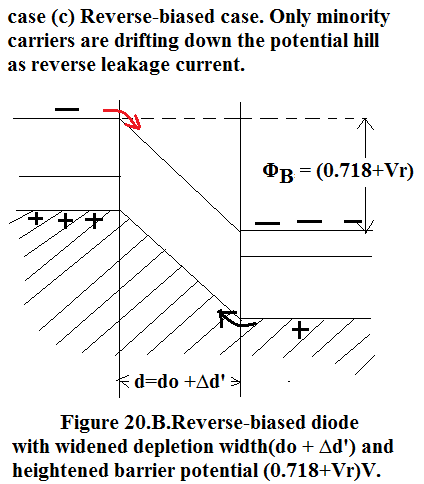 case (c) Reverse-biased case. Only minority
carriers are drifting down the potential hill
as reverse leakage current.
ΦB = (0.718+Vr)
d=do +Δd'
Figure 20.B.Reverse-biased diode
with widened depletion width(do + Δd') and
heightened barrier potential (0.718+Vr)V.